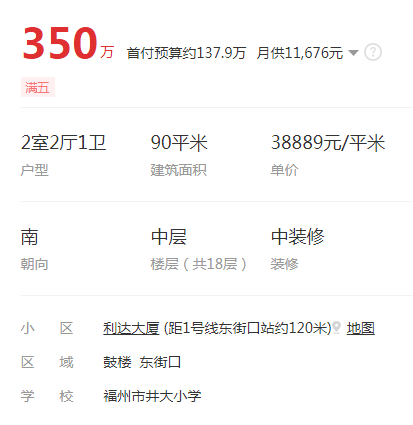 350万 首付预算约137.9万 月供11,676元 ?
满五
2室2厅1卫 90平米 38889元/平米
户型 建筑面积 单价
南 中层 中装修
朝向 楼层（共18层） 装修
小 区 利达大厦 (距1号线东街口站约120米) 地图
区 域 鼓楼 东街口
学 校 福州市井大小学